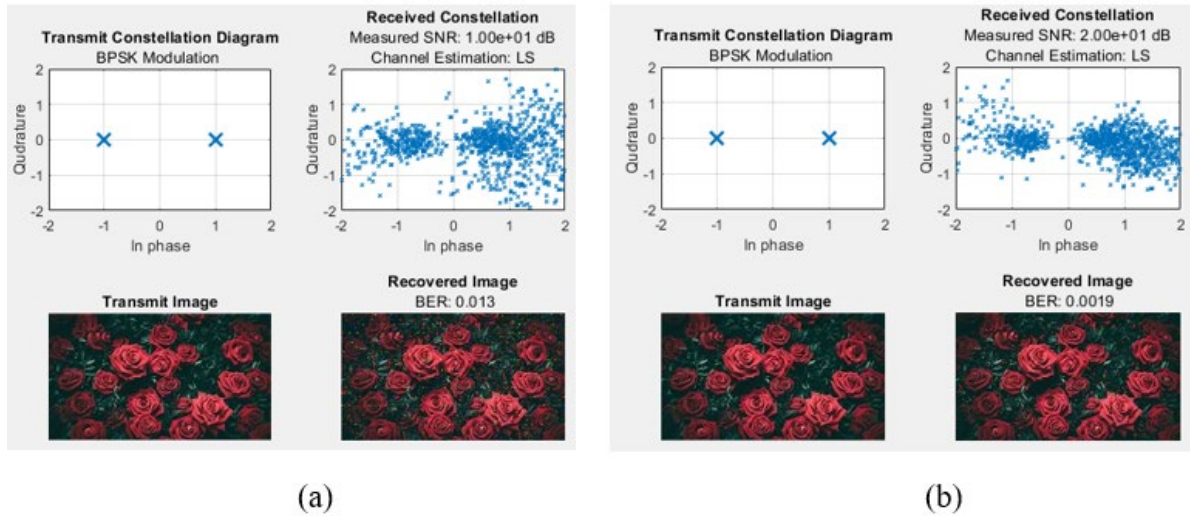 Transmit Constellation Diagram
BPSK Modulation
2
1
0
-1
-2
Qudrature
-2
-1
0
1
2
In phase
Received Constellation
Measured SNR: 1.00e+01 dB
Channel Estimation: LS
2
1
0
-1
-2
Qudrature
-2
-1
0
1
2
In phase
Transmit Image
Recovered Image
BER: 0.013
(a)
Transmit Constellation Diagram
BPSK Modulation
2
1
0
-1
-2
Qudrature
-2
-1
0
1
2
In phase
Received Constellation
Measured SNR: 2.00e+01 dB
Channel Estimation: LS
2
1
0
-1
-2
Qudrature
-2
-1
0
1
2
In phase
Transmit Image
Recovered Image
BER: 0.0019
(b)